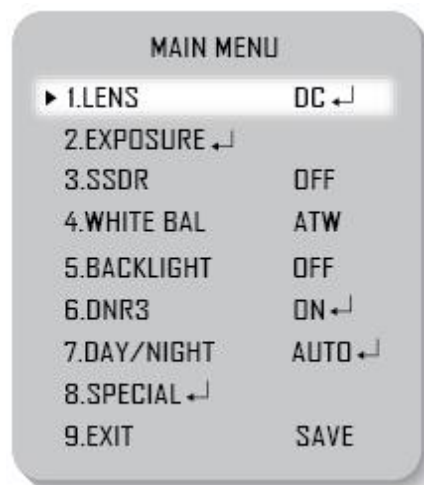 MAIN MENU
▶ 1.LENS DC ↵
2.EXPOSURE ↵
3.SSDR OFF
4.WHITE BAL ATW
5.BACKLIGHT OFF
6.DNR3 ON ↵
7.DAY/NIGHT AUTO ↵
8.SPECIAL ↵
9.EXIT SAVE